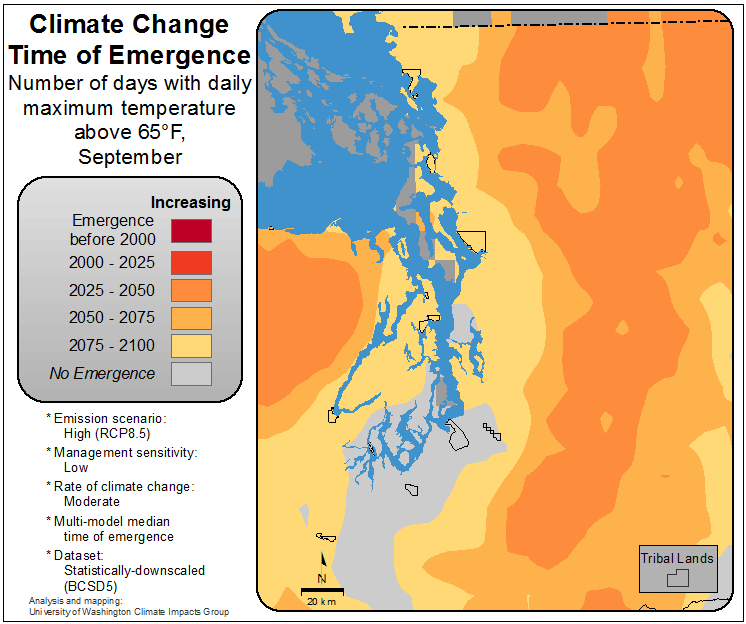 Climate Change
Time of Emergence
Number of days with daily
maximum temperature
above 65°F,
September
Increasing
Emergence
before 2000
2000 - 2025
2025 - 2050
2050 - 2075
2075 - 2100
No Emergence
* Emission scenario:
High (RCP8.5)
* Management sensitivity:
Low
* Rate of climate change:
Moderate
* Multi-model median
time of emergence
* Dataset:
Statistically-downscaled
(BCSD5)
Analysis and mapping:
University of Washington Climate Impacts Group
N
20 km
Tribal Lands